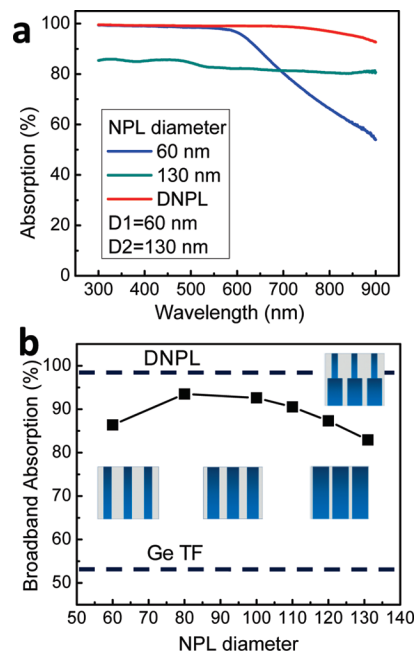 a
100
80
60
40
20
0
Absorption (%)
NPL diameter
60 nm
130 nm
DNPL
D1=60 nm
D2=130 nm
300 400 500 600 700 800 900
Wavelength (nm)
b
100
95
90
85
80
75
70
65
60
55
50
Broadband Absorption (%)
DNPL
Ge TF
50 60 70 80 90 100 110 120 130 140
NPL diameter